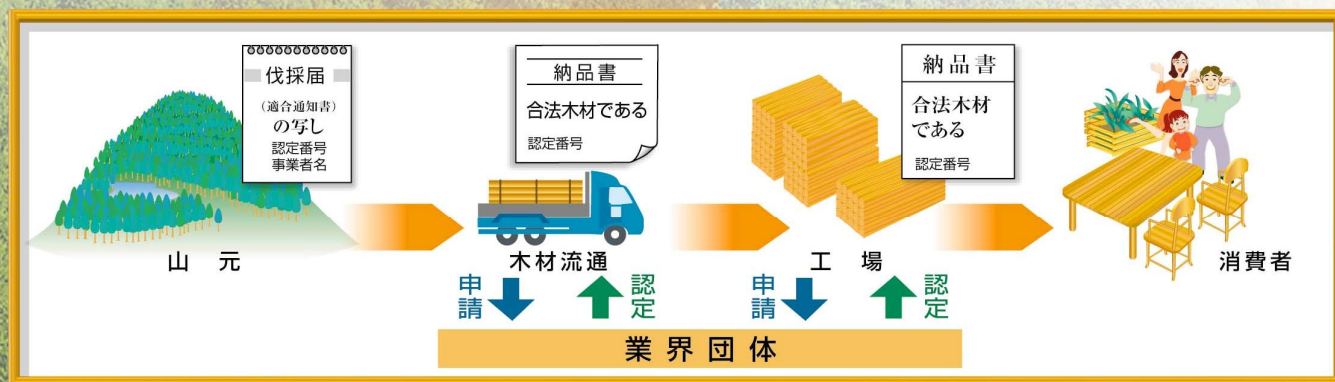 伐採届
(適合通知書)
の写し
認定番号
事業者名
納品書
合法木材である
認定番号
納品書
合法木材
である
認定番号
山元
木材流通
工場
消費者
申請
認定
申請
認定
業界団体